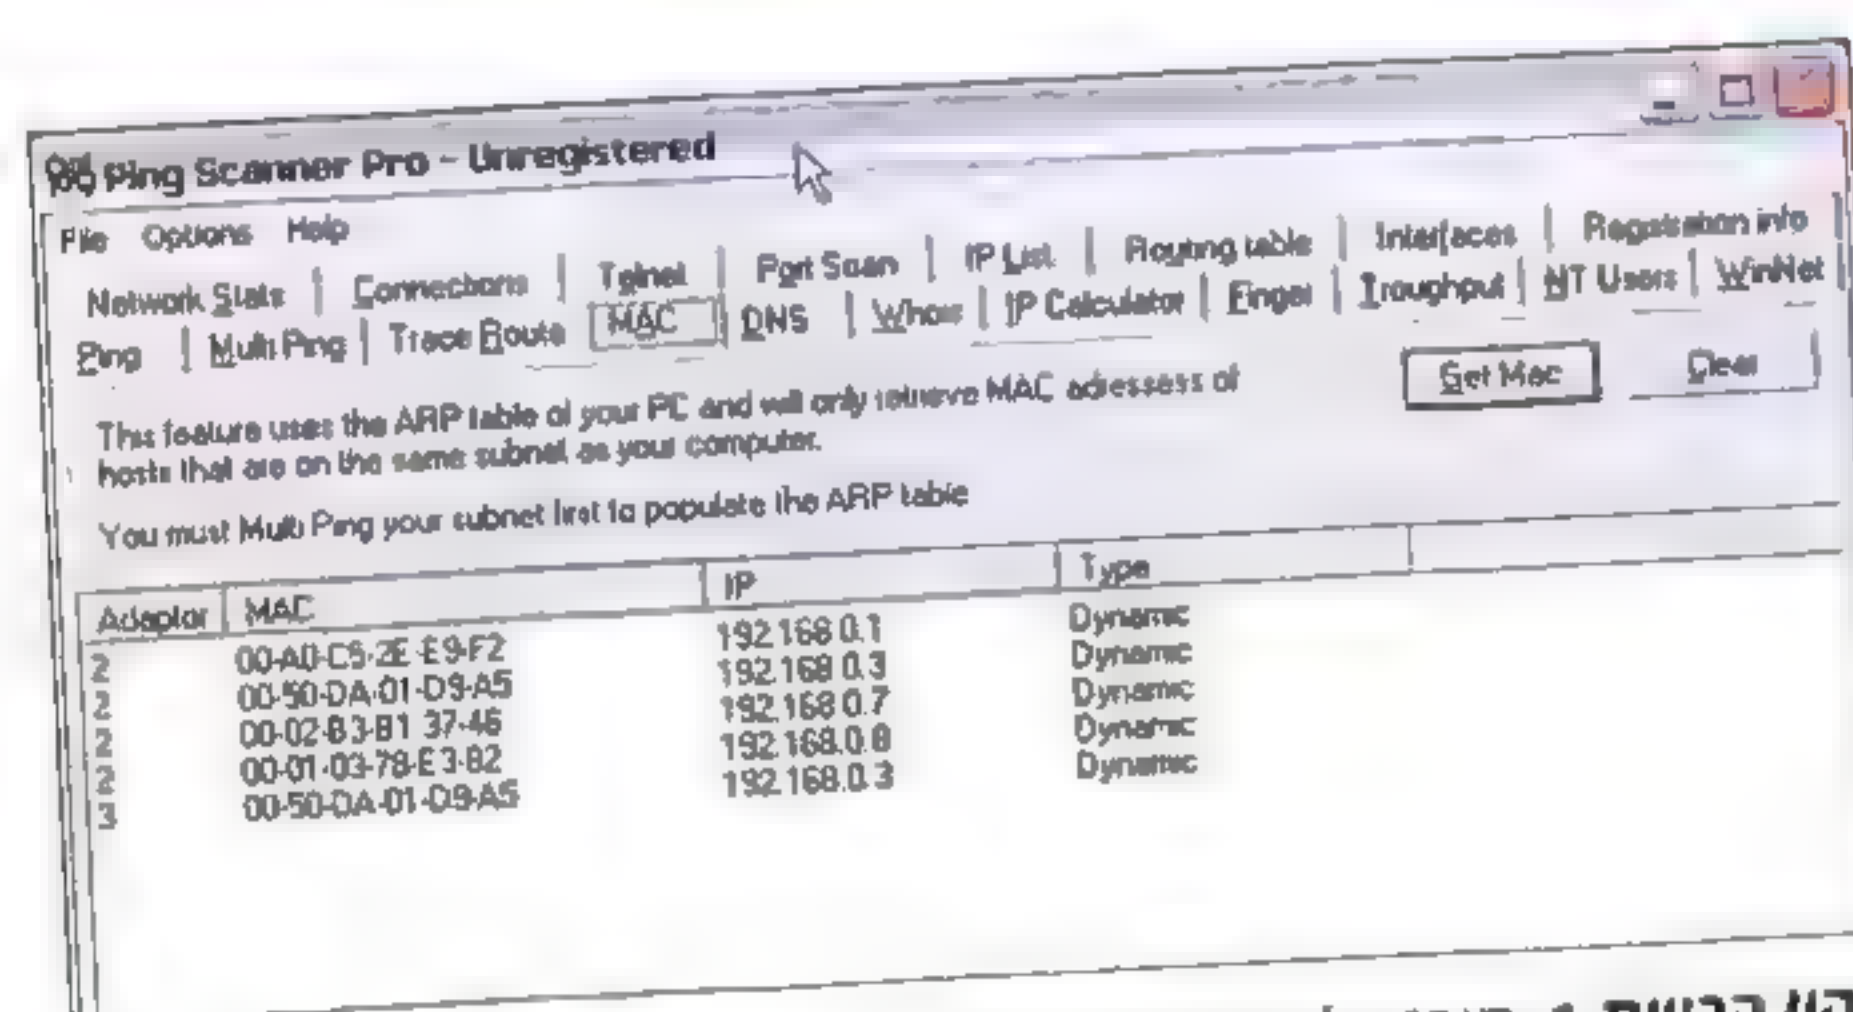 Ping Scanner Pro - Unregistered
File Options Help
Network Stats Connections Telnet Port Scan IP List Routing table Interfaces Registration info
Ping Multi Ping Trace Route MAC DNS Whois IP Calculator Finger Troughput NT Users WinNet
This feature uses the ARP table of your PC and will only retrieve MAC adressess of
hosts that are on the same subnet as your computer.
Get Mac Clear
You must Multi Ping your subnet first to populate the ARP table
Adaptor MAC IP Type
2 00-A0-C5-2E-E9-F2 192.168.0.1 Dynamic
2 00-50-DA-01-D9-A5 192.168.0.3 Dynamic
2 00-02-B3-B1-37-46 192.168.0.7 Dynamic
2 00-01-03-78-E3-82 192.168.0.8 Dynamic
3 00-50-DA-01-D9-A5 192.168.0.3 Dynamic